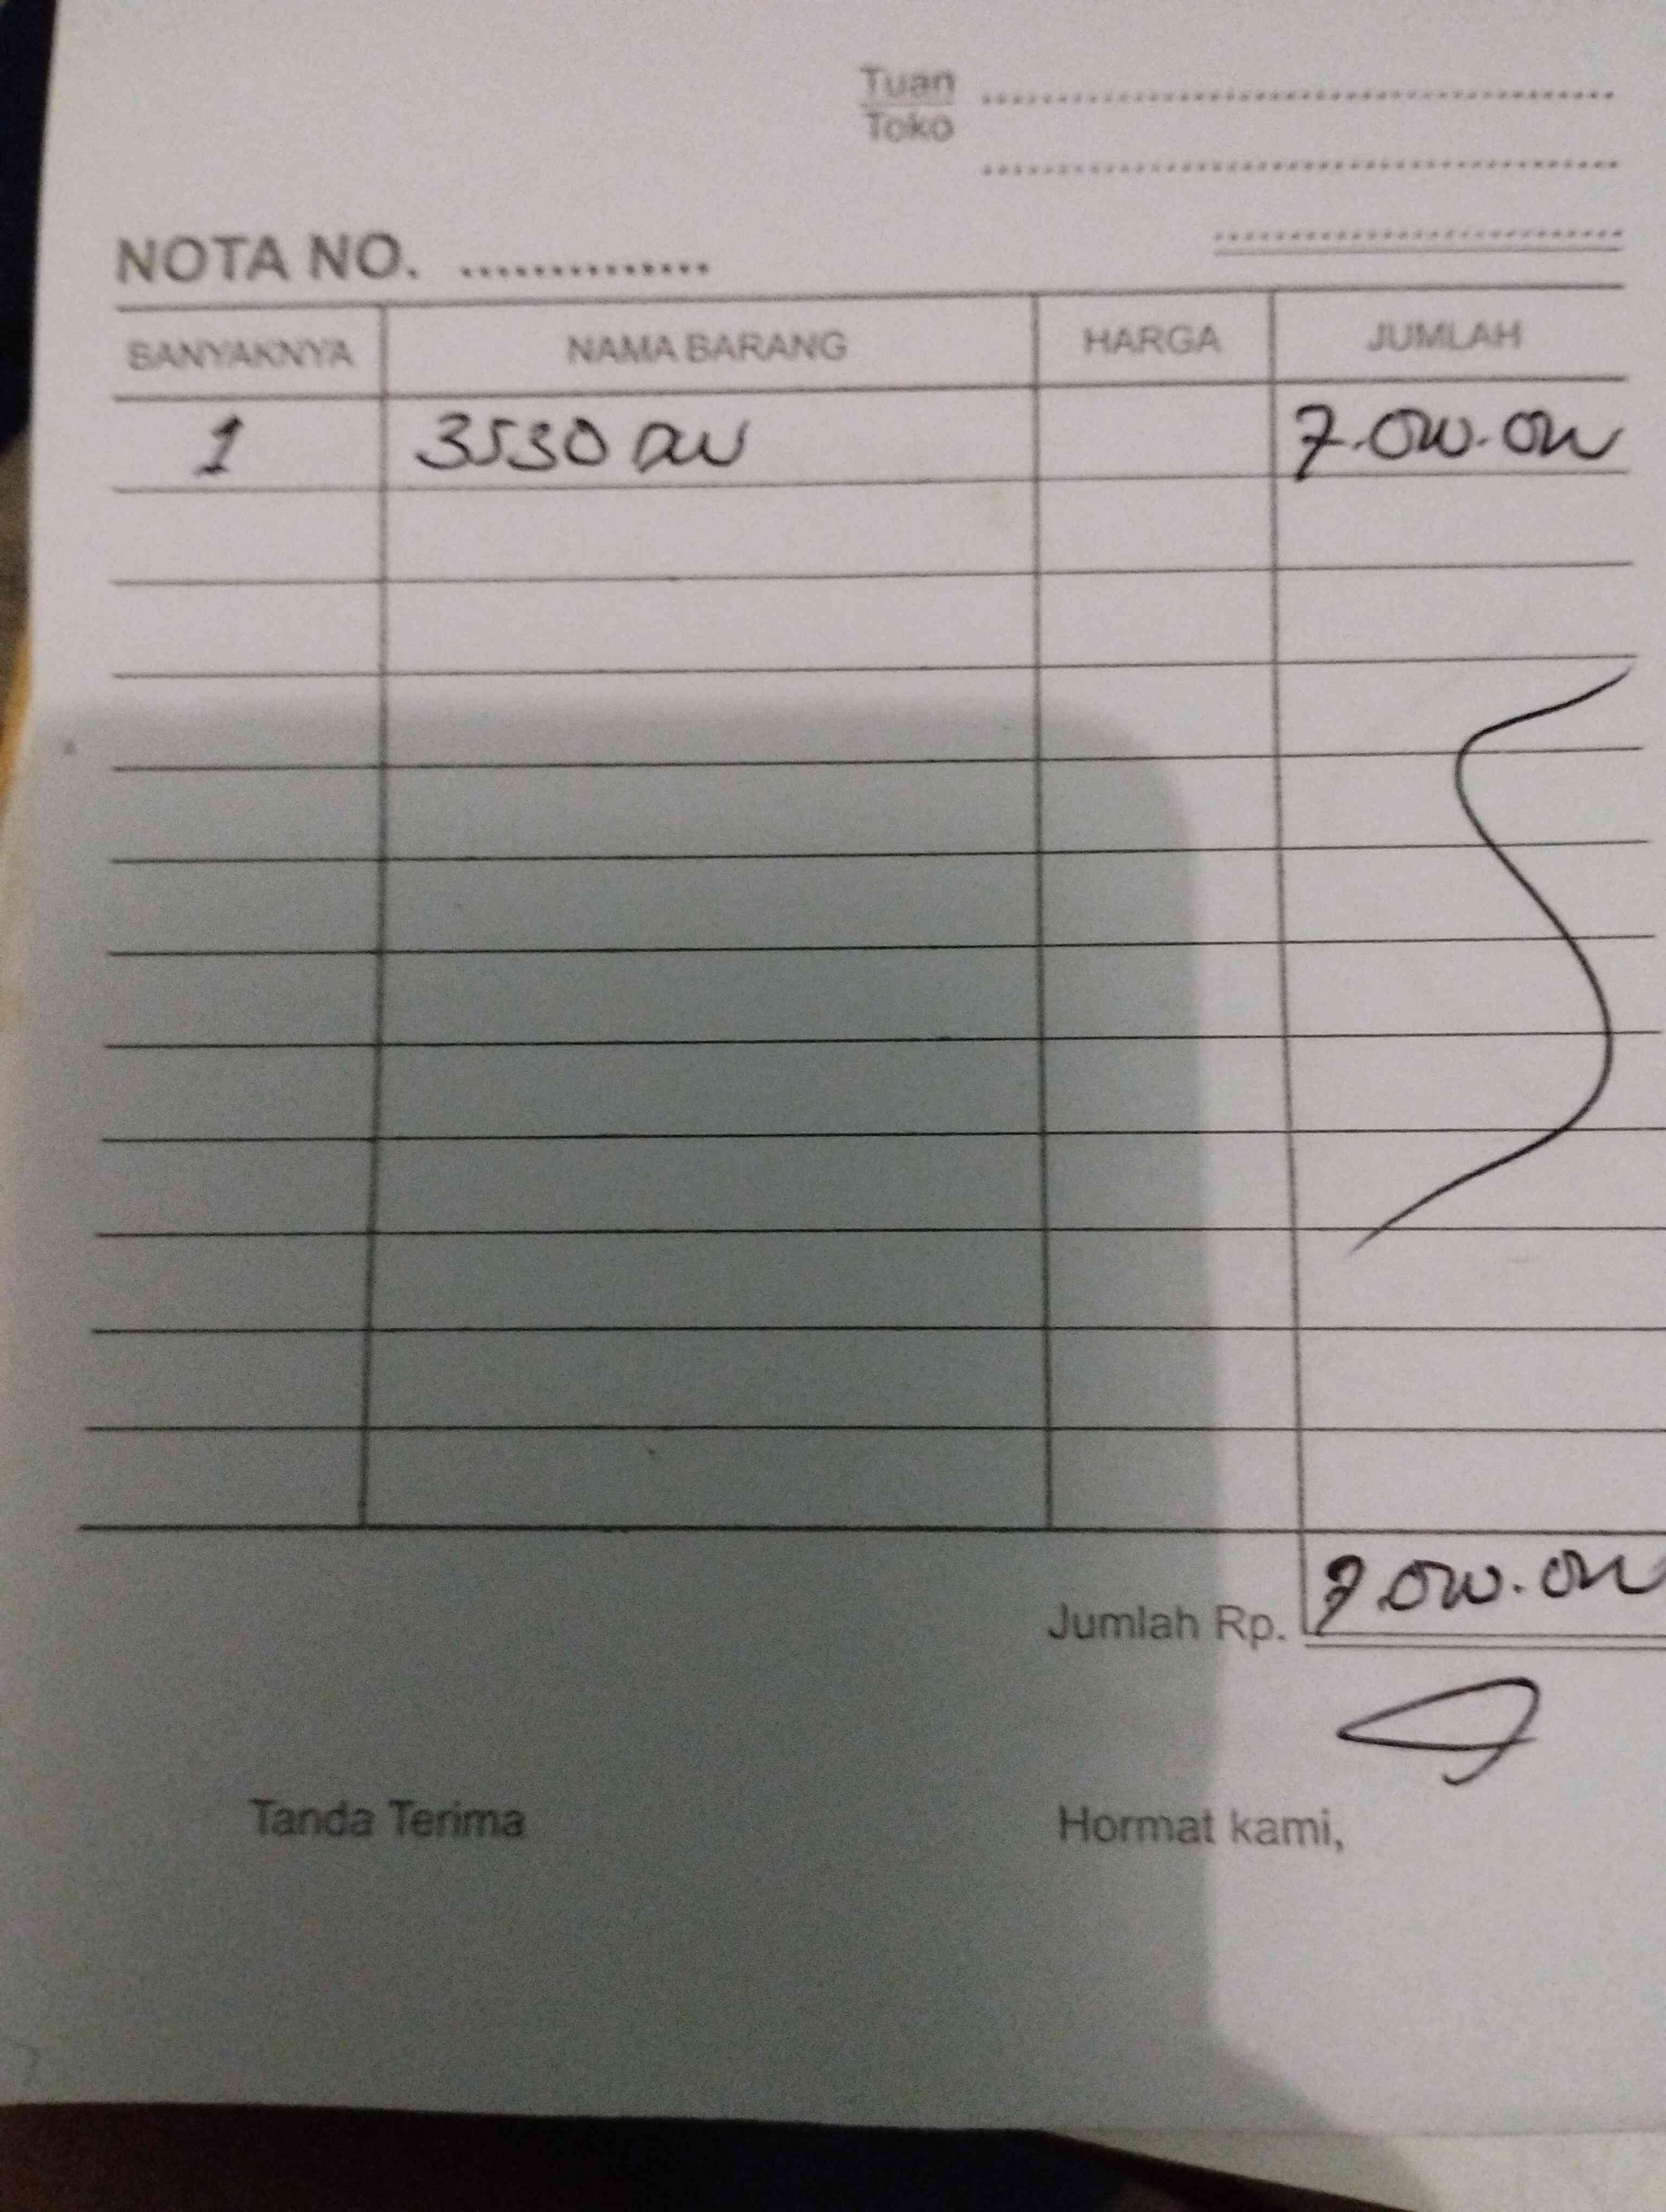 Tuan
Toko
NOTA NO. ..............
BANYAKNYA NAMA BARANG HARGA JUMLAH
1 3530 DW 7.000.000
Jumlah Rp. 7.000.000
Tanda Terima Hormat kami,